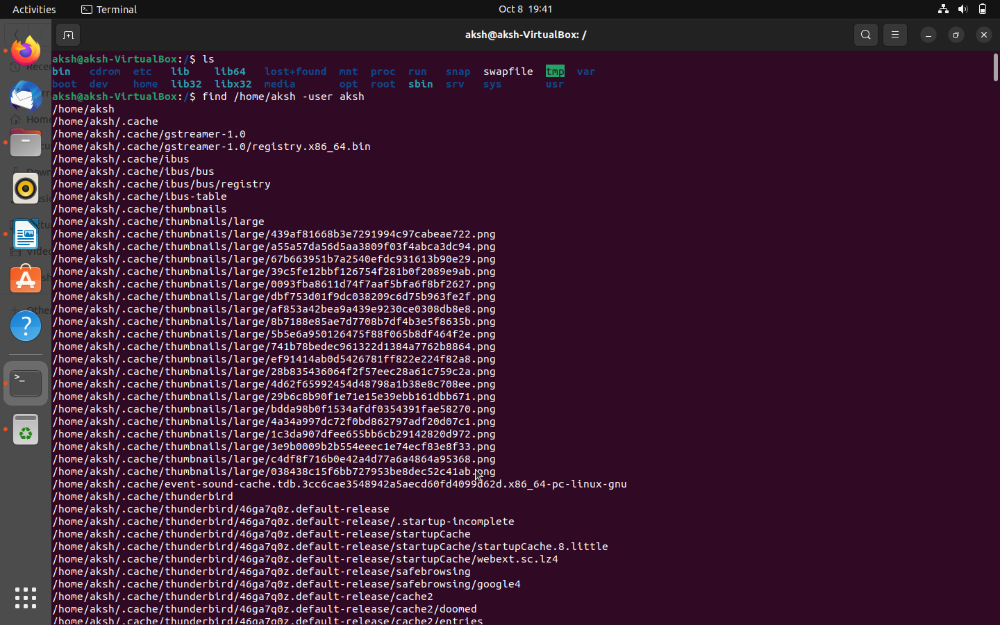 Activities Terminal Oct 8 19:41
aksh@aksh-VirtualBox: /
aksh@aksh-VirtualBox:/$ ls
bin cdrom etc lib lib64 lost+found mnt proc run snap swapfile tmp var
boot dev home lib32 libx32 media opt root sbin srv sys usr
aksh@aksh-VirtualBox:/$ find /home/aksh -user aksh
/home/aksh
/home/aksh/.cache
/home/aksh/.cache/gstreamer-1.0
/home/aksh/.cache/gstreamer-1.0/registry.x86_64.bin
/home/aksh/.cache/ibus
/home/aksh/.cache/ibus/bus
/home/aksh/.cache/ibus/bus/registry
/home/aksh/.cache/ibus-table
/home/aksh/.cache/thumbnails
/home/aksh/.cache/thumbnails/large
/home/aksh/.cache/thumbnails/large/439af81668b3e7291994c97cabeae722.png
/home/aksh/.cache/thumbnails/large/a55a57da56d5aa3809f03f4abca3dc94.png
/home/aksh/.cache/thumbnails/large/67b663951b7a2540efdc931613b90e29.png
/home/aksh/.cache/thumbnails/large/39c5fe12bbf126754f281b0f2089e9ab.png
/home/aksh/.cache/thumbnails/large/0093fba8611d74f7aaf5bfa6f8bf2627.png
/home/aksh/.cache/thumbnails/large/dbf753d01f9dc038209c6d75b963fe2f.png
/home/aksh/.cache/thumbnails/large/af853a42bea9a439e9230ce0308db8e8.png
/home/aksh/.cache/thumbnails/large/8b7188e85ae7d7708b7df4b3e5f8635b.png
/home/aksh/.cache/thumbnails/large/5b5e6a950126475f88f065b8df464f2e.png
/home/aksh/.cache/thumbnails/large/741b78bedec961322d1384a7762b8864.png
/home/aksh/.cache/thumbnails/large/ef91414ab0d5426781ff822e224f82a8.png
/home/aksh/.cache/thumbnails/large/28b835436064f2f57eec28a61c759c2a.png
/home/aksh/.cache/thumbnails/large/4d62f65992454d48798a1b38e8c708ee.png
/home/aksh/.cache/thumbnails/large/29b6c8b90f1e71e15e39ebb161dbb671.png
/home/aksh/.cache/thumbnails/large/bdda98b0f1534afdf0354391fae58270.png
/home/aksh/.cache/thumbnails/large/4a34a997dc72f0bd862797adf20d07c1.png
/home/aksh/.cache/thumbnails/large/1c3da907dfee655bb6cb29142820d972.png
/home/aksh/.cache/thumbnails/large/3e9b0009b2b554eeec1e74ecf83e8f33.png
/home/aksh/.cache/thumbnails/large/c4df8f716b0e42a4d77a6a4864a95368.png
/home/aksh/.cache/thumbnails/large/038438c15f6bb727953be8dec52c41ab.png
/home/aksh/.cache/event-sound-cache.tdb.3cc6cae3548942a5aecd60fd4099d62d.x86_64-pc-linux-gnu
/home/aksh/.cache/thunderbird
/home/aksh/.cache/thunderbird/46ga7q0z.default-release
/home/aksh/.cache/thunderbird/46ga7q0z.default-release/.startup-incomplete
/home/aksh/.cache/thunderbird/46ga7q0z.default-release/startupCache
/home/aksh/.cache/thunderbird/46ga7q0z.default-release/startupCache/startupCache.8.little
/home/aksh/.cache/thunderbird/46ga7q0z.default-release/startupCache/webext.sc.lz4
/home/aksh/.cache/thunderbird/46ga7q0z.default-release/safebrowsing
/home/aksh/.cache/thunderbird/46ga7q0z.default-release/safebrowsing/google4
/home/aksh/.cache/thunderbird/46ga7q0z.default-release/cache2
/home/aksh/.cache/thunderbird/46ga7q0z.default-release/cache2/doomed
/home/aksh/.cache/thunderbird/46ga7q0z.default-release/cache2/entries